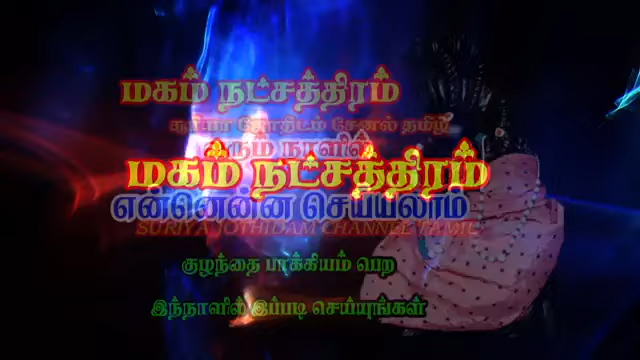 மகம் நட்சத்திரம்
சூரியா ஜோதிடம் சேனல் தமிழ்
வரும் நாளில்
மகம் நட்சத்திரம்
என்னென்ன செய்யலாம்
SURIYA JOTHIDAM CHANNEL TAMIL
குழந்தை பாக்கியம் பெற
இந்நாளில் இப்படி செய்யுங்கள்